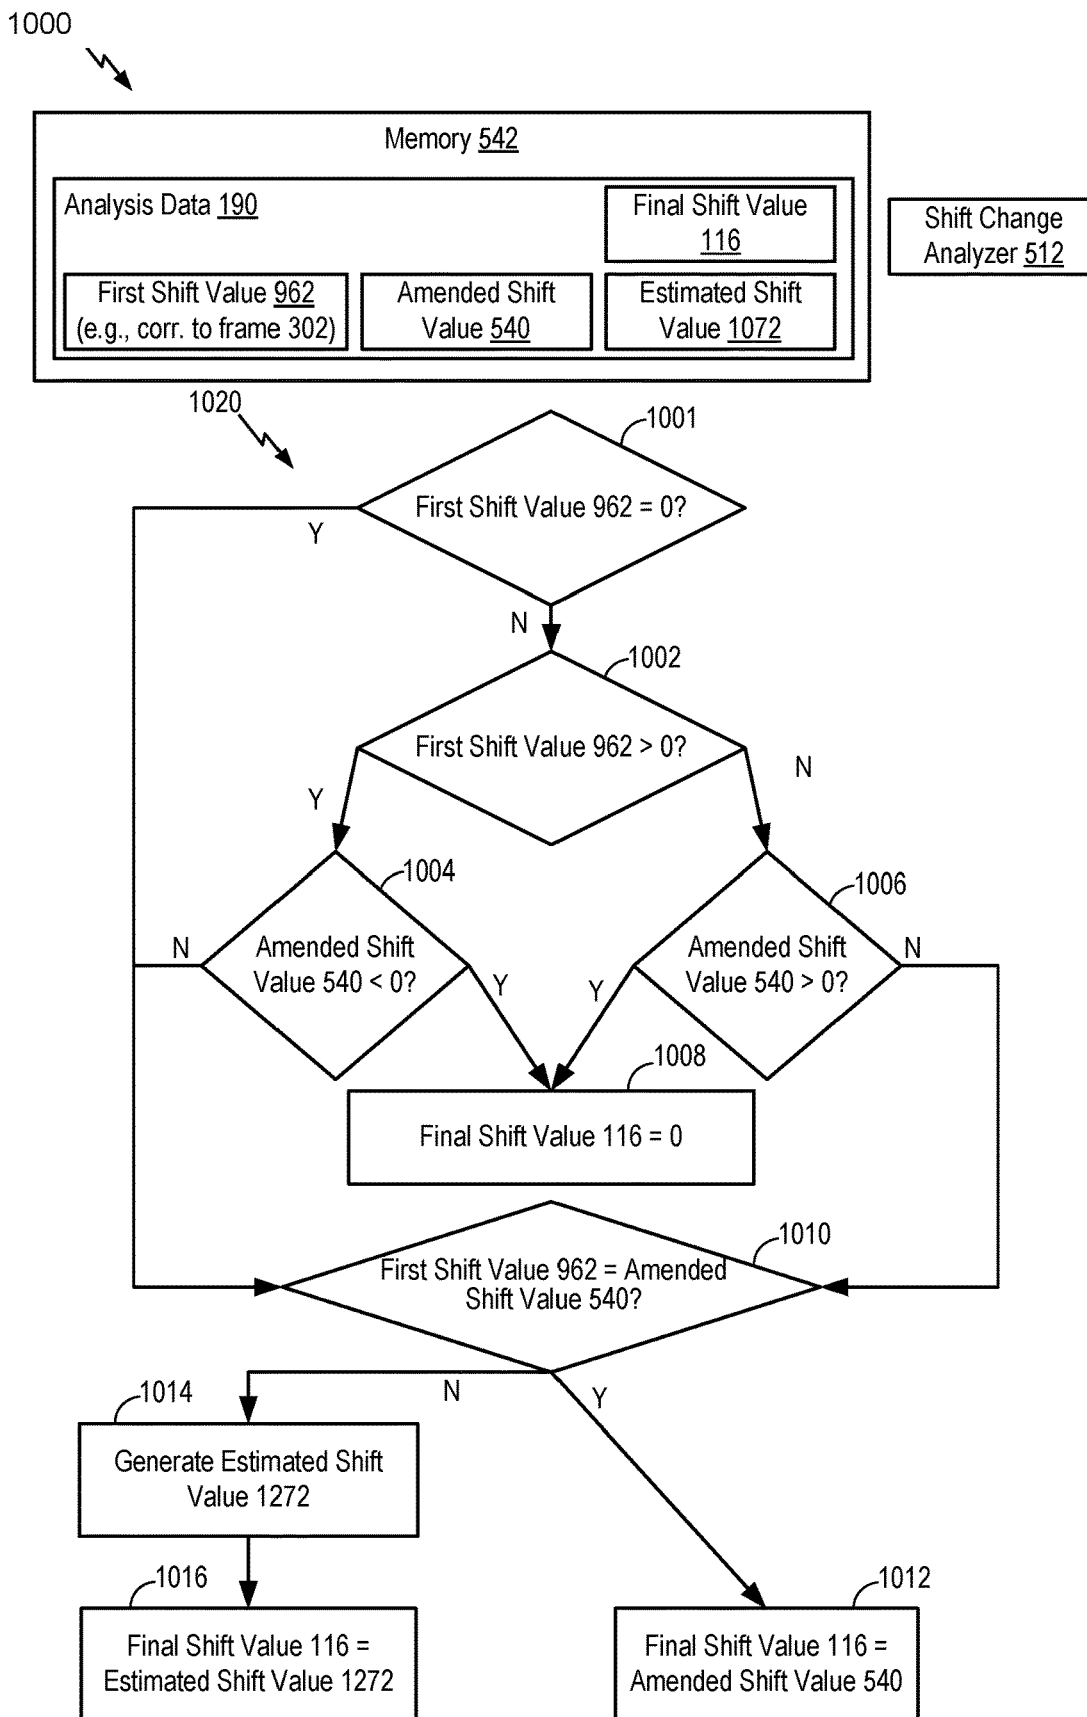 1000
Memory 542
Analysis Data 190
Final Shift Value
116
Shift Change
Analyzer 512
First Shift Value 962
(e.g., corr. to frame 302)
Amended Shift
Value 540
Estimated Shift
Value 1072
1020
1001
First Shift Value 962 = 0?
Y
N
1002
First Shift Value 962 > 0?
Y
N
1004
Amended Shift
Value 540 < 0?
N
Y
1006
Amended Shift
Value 540 > 0?
Y
N
1008
Final Shift Value 116 = 0
1010
First Shift Value 962 = Amended
Shift Value 540?
N
Y
1014
Generate Estimated Shift
Value 1272
1016
Final Shift Value 116 =
Estimated Shift Value 1272
1012
Final Shift Value 116 =
Amended Shift Value 540